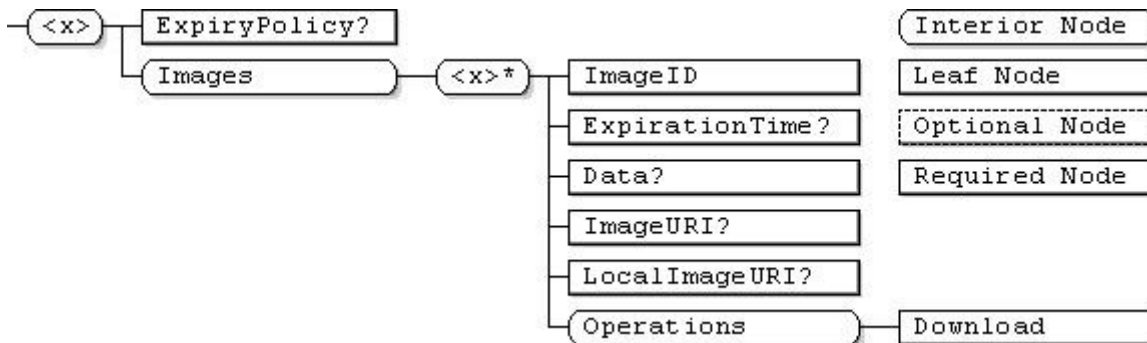 <x> ExpiryPolicy? Interior Node
Images <x>* ImageID Leaf Node
ExpirationTime? Optional Node
Data? Required Node
ImageURI?
LocalImageURI?
Operations Download